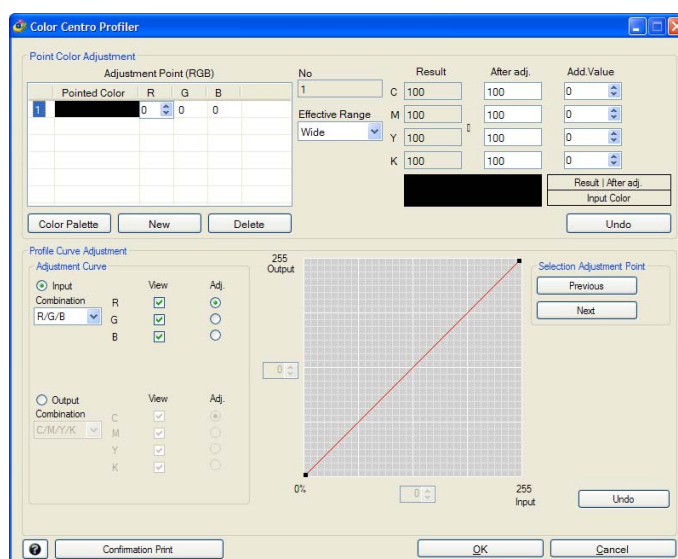 Color Centro Profiler
Point Color Adjustment
Adjustment Point (RGB)
Pointed Color R G B
1 0 0 0
Color Palette New Delete
No
1
Effective Range
Wide
Result After adj. Add.Value
C 100 100 0
M 100 100 0
Y 100 100 0
K 100 100 0
Result | After adj.
Input Color
Undo
Profile Curve Adjustment
Adjustment Curve
Input View Adj.
Combination
R/G/B
R
G
B
Output View Adj.
Combination
C/M/Y/K
C
M
Y
K
255
Output
0
0%
0
255
Input
Selection Adjustment Point
Previous
Next
Undo
? Confirmation Print OK Cancel